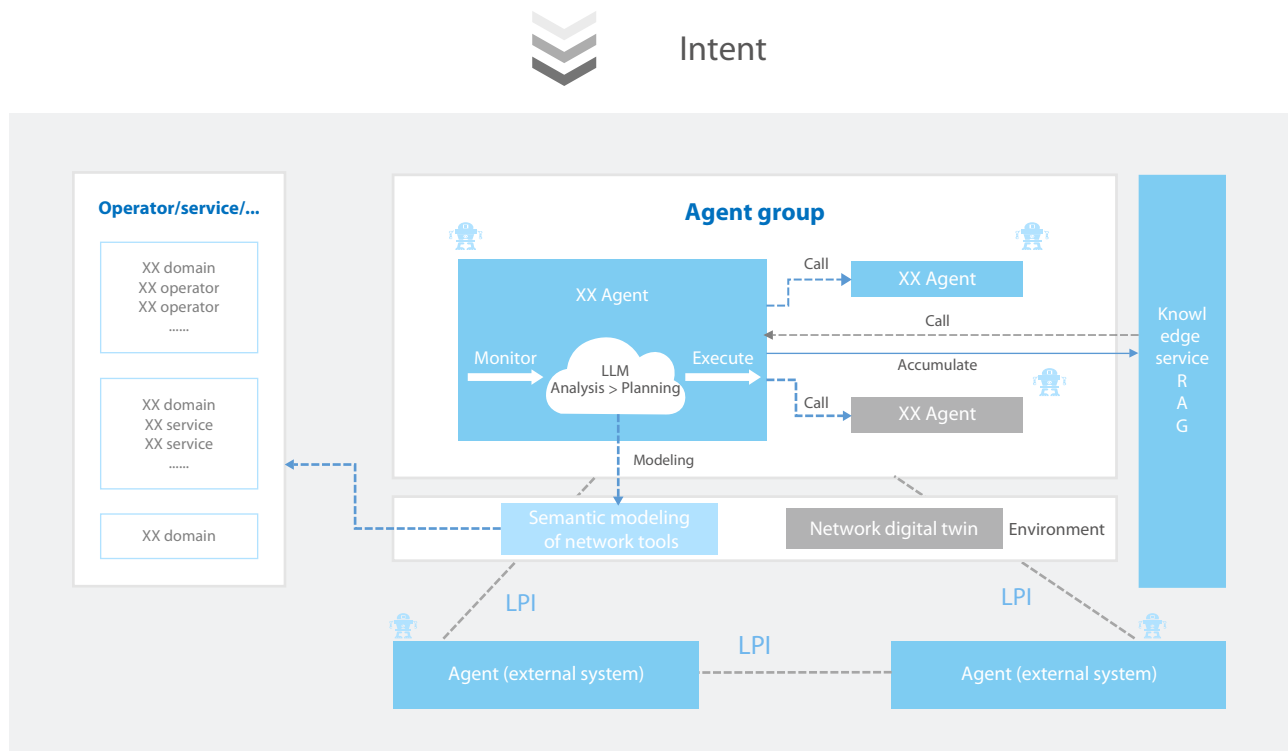 Intent
Operator/service/...
XX domain
XX operator
XX operator
......
XX domain
XX service
XX service
......
XX domain
Agent group
XX Agent
Monitor
LLM
Analysis > Planning
Execute
Call
XX Agent
Call
Accumulate
Call
XX Agent
Modeling
Knowl
edge
service
R
A
G
Semantic modeling
of network tools
Network digital twin
Environment
LPI
LPI
LPI
Agent (external system)
Agent (external system)